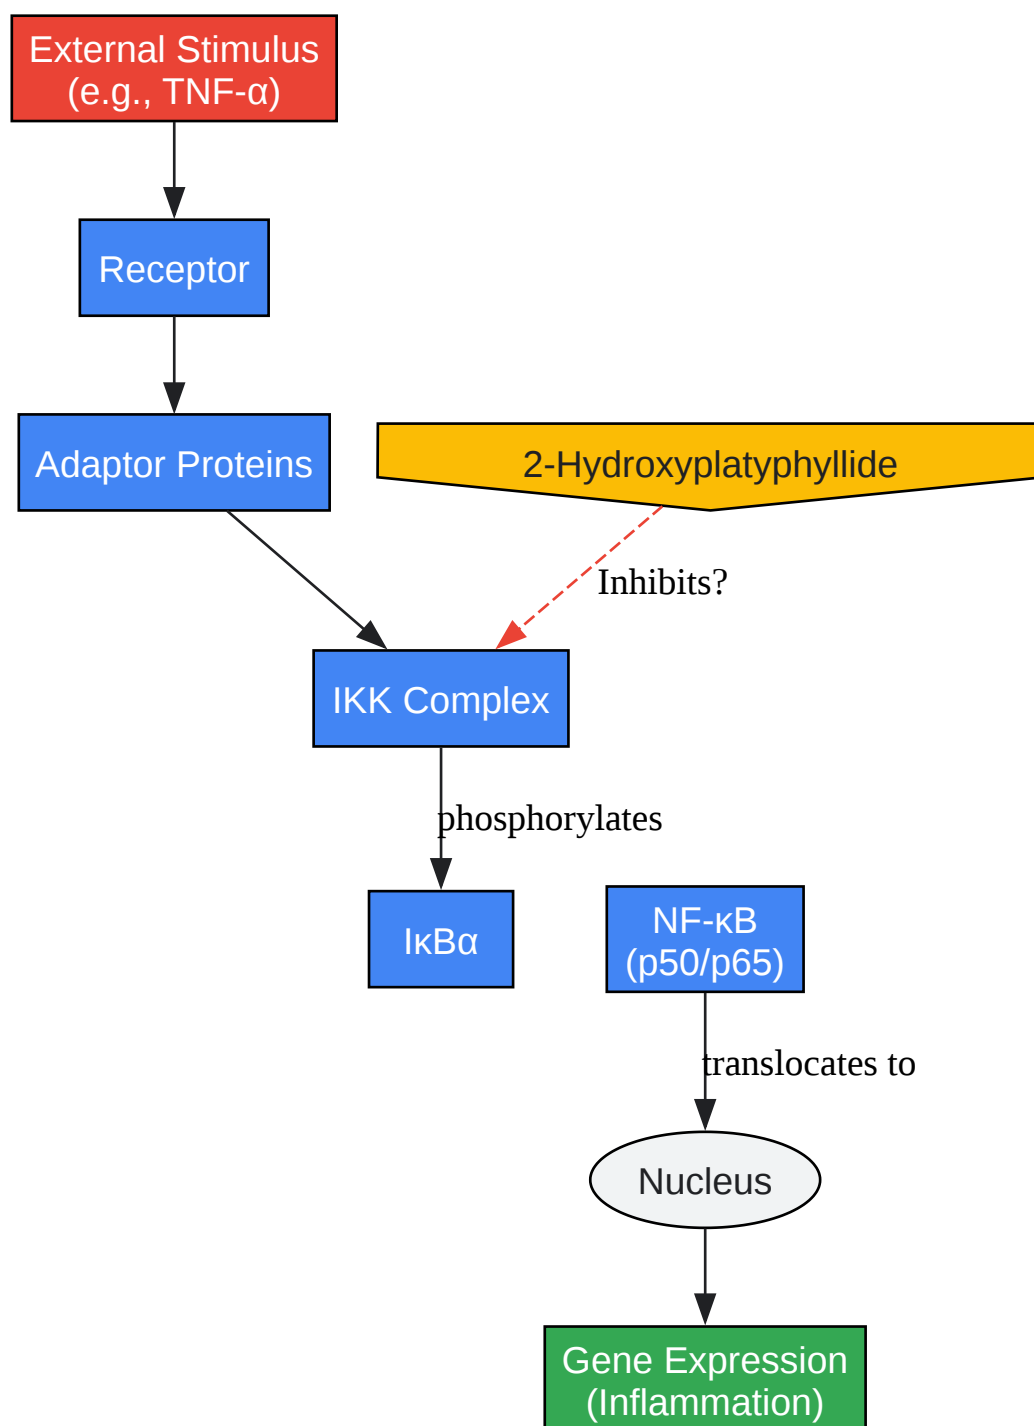 External Stimulus
(e.g., TNF-α)
Receptor
Adaptor Proteins
2-Hydroxyplatyphyllide
Inhibits?
IKK Complex
phosphorylates
IκBα
NF-κB
(p50/p65)
translocates to
Nucleus
Gene Expression
(Inflammation)